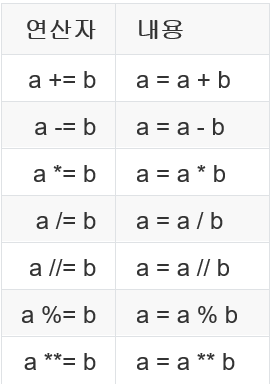 연산자 내용
a += b a = a + b
a -= b a = a - b
a *= b a = a * b
a /= b a = a / b
a //= b a = a // b
a %= b a = a % b
a **= b a = a ** b